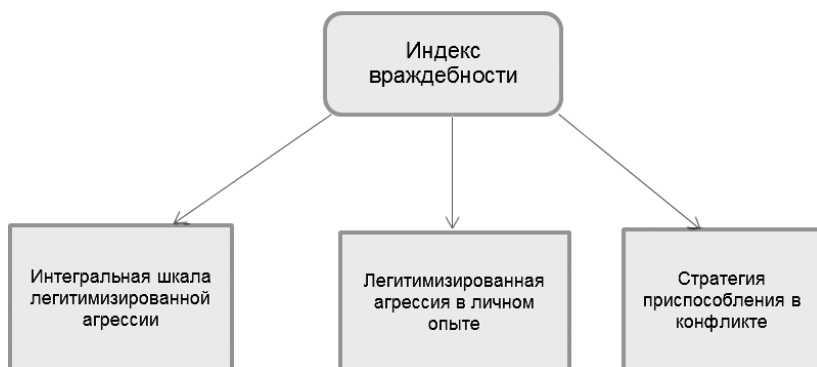 Индекс
враждебности
Интегральная шкала
легитимизированной
агрессии
Легитимизированная
агрессия в личном
опыте
Стратегия
приспособления в
конфликте